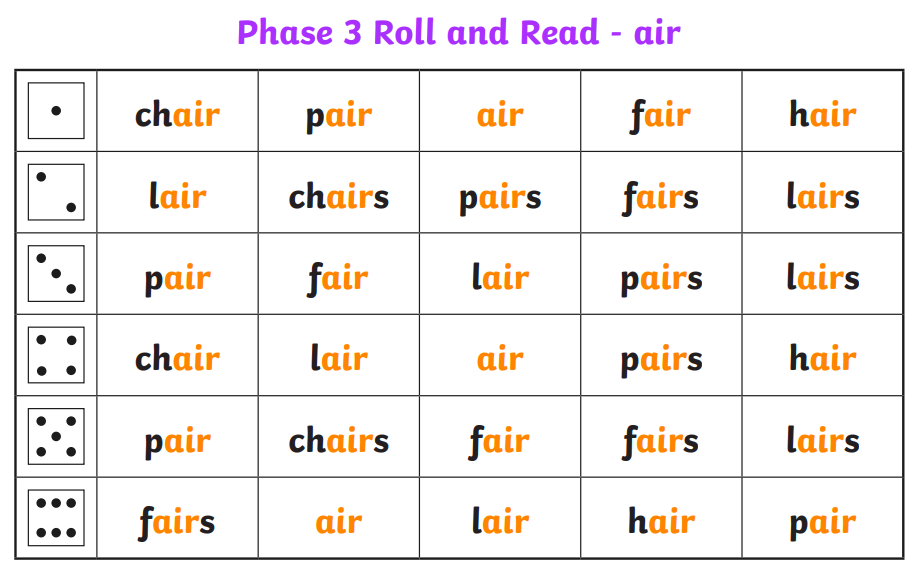 Phase 3 Roll and Read - air
chair pair air fair hair
lair chairs pairs fairs lairs
pair fair lair pairs lairs
chair lair air pairs hair
pair chairs fair fairs lairs
fairs air lair hair pair